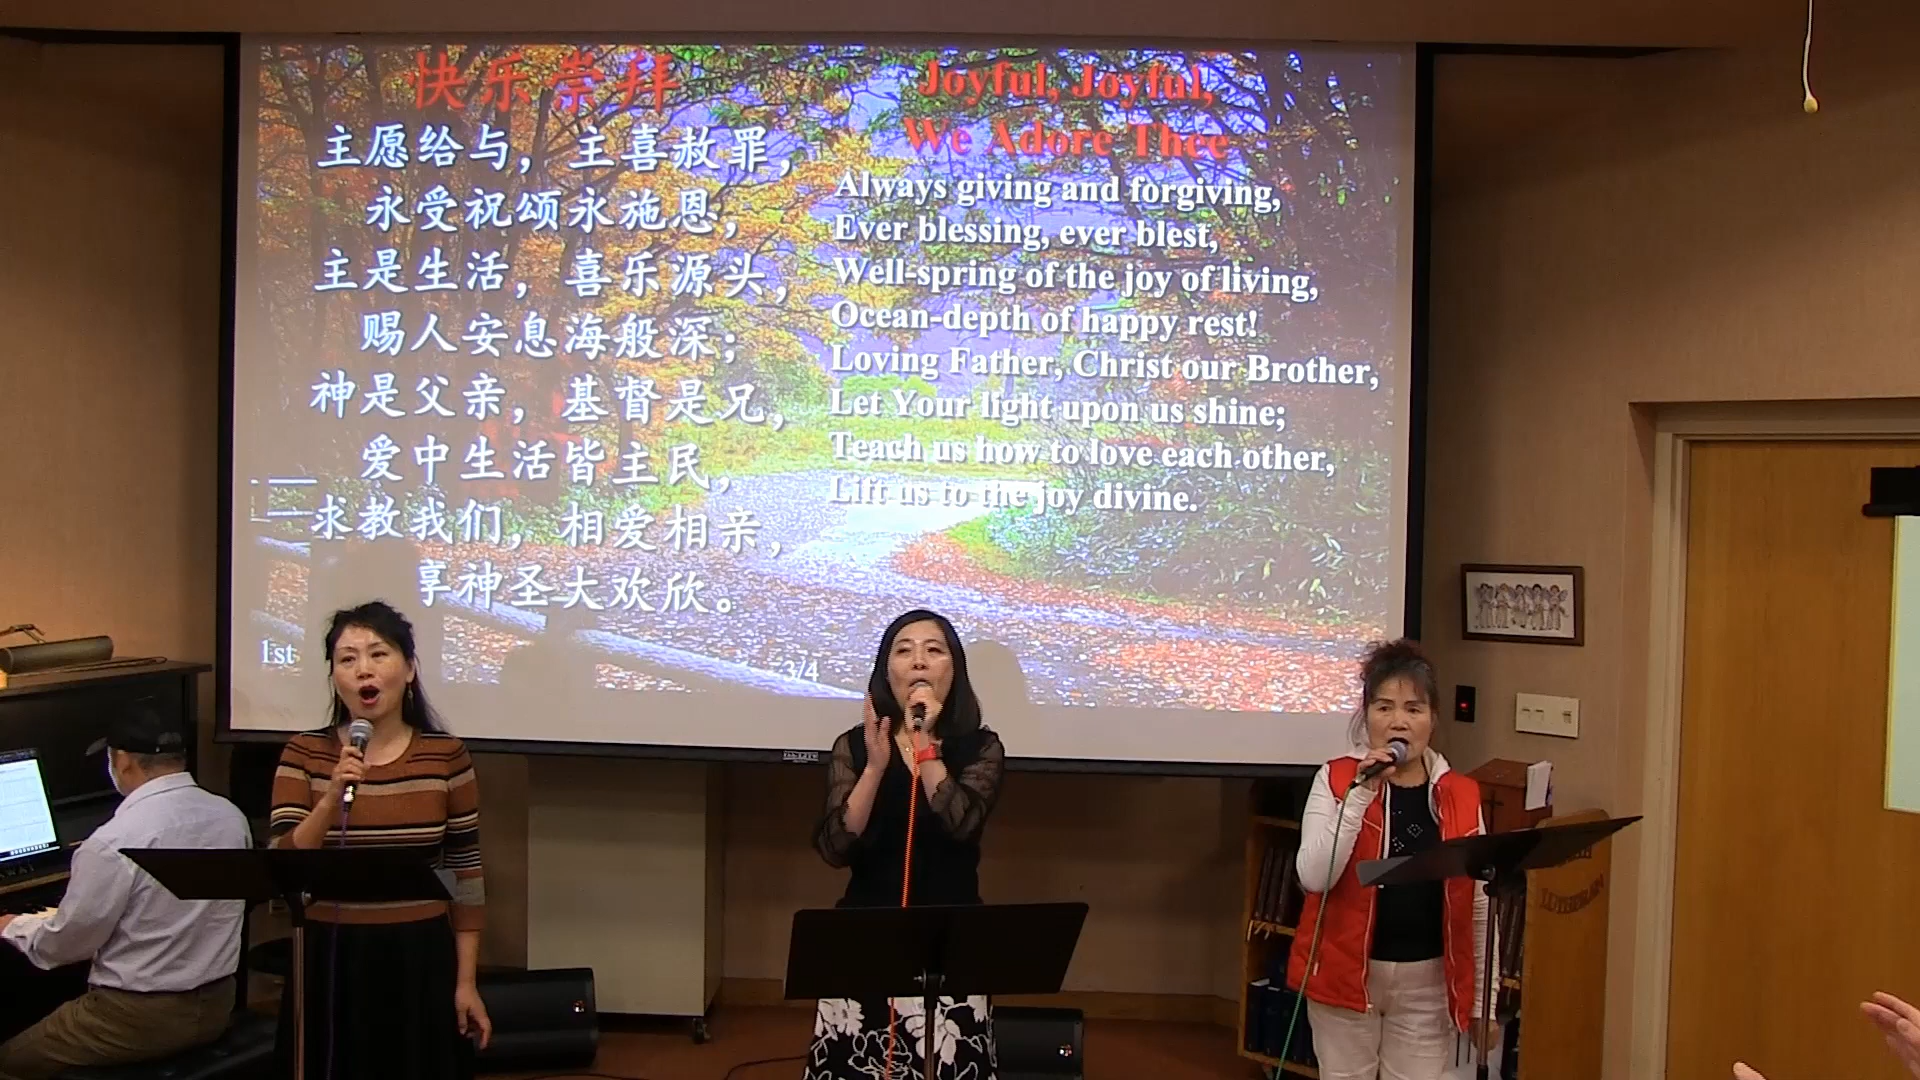 快乐崇拜
主愿给与，主喜赦罪，
永受祝颂永施恩，
主是生活，喜乐源头，
赐人安息海般深；
神是父亲，基督是兄，
爱中生活皆主民，
求教我们，相爱相亲，
享神圣大欢欣。
Joyful, Joyful,
We Adore Thee
Always giving and forgiving,
Ever blessing, ever blest,
Well-spring of the joy of living,
Ocean-depth of happy rest!
Loving Father, Christ our Brother,
Let Your light upon us shine;
Teach us how to love each other,
Lift us to the joy divine.
1st
3/4
LUTHERAN